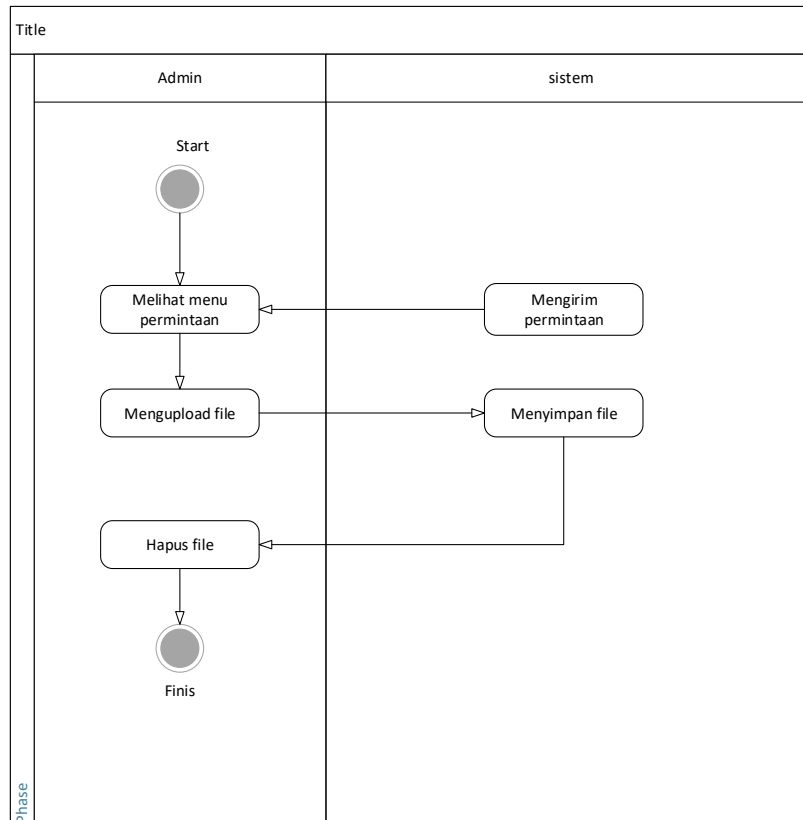 Title
Admin
sistem
Start
Melihat menu
permintaan
Mengirim
permintaan
Mengupload file
Menyimpan file
Hapus file
Finis
Phase